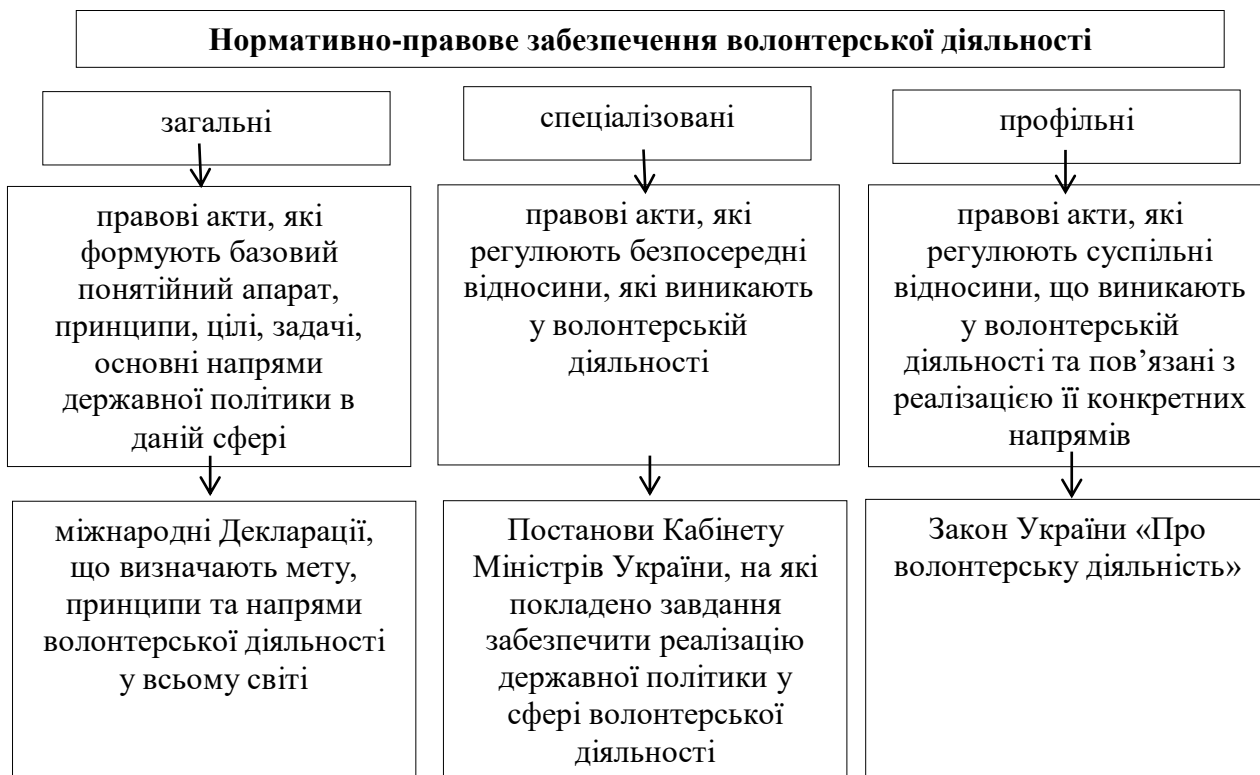 Нормативно-правове забезпечення волонтерської діяльності
загальні
правові акти, які
формують базовий
понятійний апарат,
принципи, цілі, задачі,
основні напрями
державної політики в
даній сфері
міжнародні Декларації,
що визначають мету,
принципи та напрями
волонтерської діяльності
у всьому світі
спеціалізовані
правові акти, які
регулюють безпосередні
відносини, які виникають
у волонтерській
діяльності
Постанови Кабінету
Міністрів України, на які
покладено завдання
забезпечити реалізацію
державної політики у
сфері волонтерської
діяльності
профільні
правові акти, які
регулюють суспільні
відносини, що виникають
у волонтерській
діяльності та пов’язані з
реалізацією її конкретних
напрямів
Закон України «Про
волонтерську діяльність»